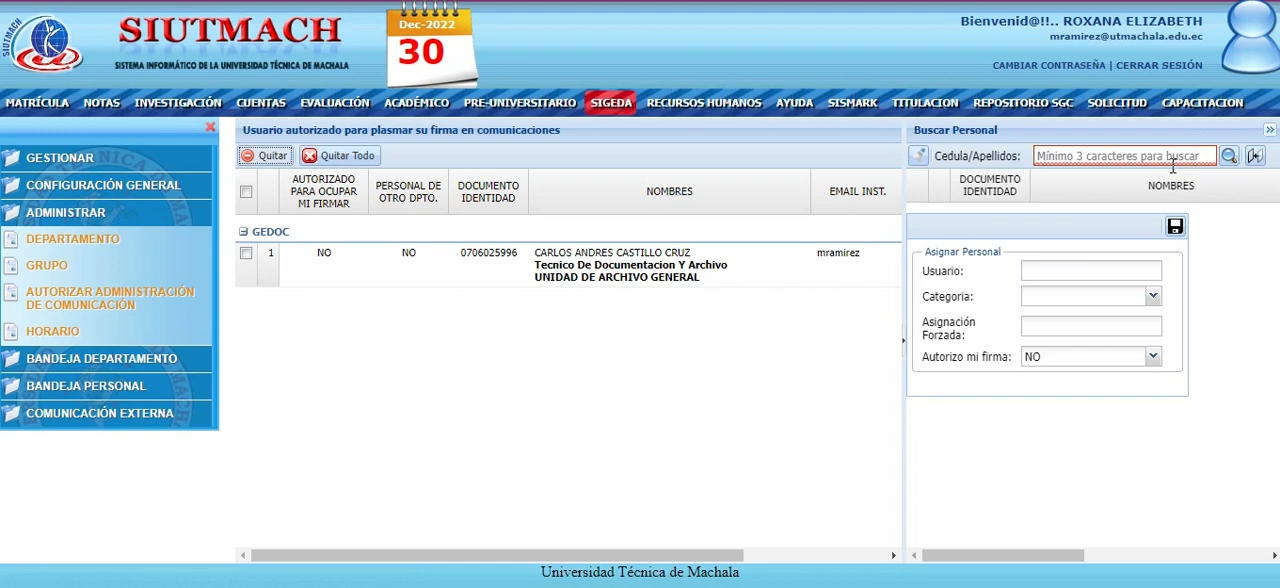 SIUTMACH
SIUTMACH
SISTEMA INFORMÁTICO DE LA UNIVERSIDAD TÉCNICA DE MACHALA
Dec-2022
30
Bienvenid@!!.. ROXANA ELIZABETH
mramirez@utmachala.edu.ec
CAMBIAR CONTRASEÑA | CERRAR SESIÓN
MATRÍCULA NOTAS INVESTIGACIÓN CUENTAS EVALUACIÓN ACADÉMICO PRE-UNIVERSITARIO SIGEDA RECURSOS HUMANOS AYUDA SISMARK TITULACION REPOSITORIO SGC SOLICITUD CAPACITACION
GESTIONAR
CONFIGURACIÓN GENERAL
ADMINISTRAR
DEPARTAMENTO
GRUPO
AUTORIZAR ADMINISTRACIÓN
DE COMUNICACIÓN
HORARIO
BANDEJA DEPARTAMENTO
BANDEJA PERSONAL
COMUNICACIÓN EXTERNA
Usuario autorizado para plasmar su firma en comunicaciones
Quitar Quitar Todo
AUTORIZADO
PARA OCUPAR
MI FIRMAR
PERSONAL DE
OTRO DPTO.
DOCUMENTO
IDENTIDAD
NOMBRES
EMAIL INST.
GEDOC
1 NO NO 0706025996 CARLOS ANDRES CASTILLO CRUZ mramirez
Tecnico De Documentacion Y Archivo
UNIDAD DE ARCHIVO GENERAL
Buscar Personal
Cedula/Apellidos: Mínimo 3 caracteres para buscar
DOCUMENTO
IDENTIDAD
NOMBRES
Asignar Personal
Usuario:
Categoria:
Asignación
Forzada:
Autorizo mi firma: NO
Universidad Técnica de Machala